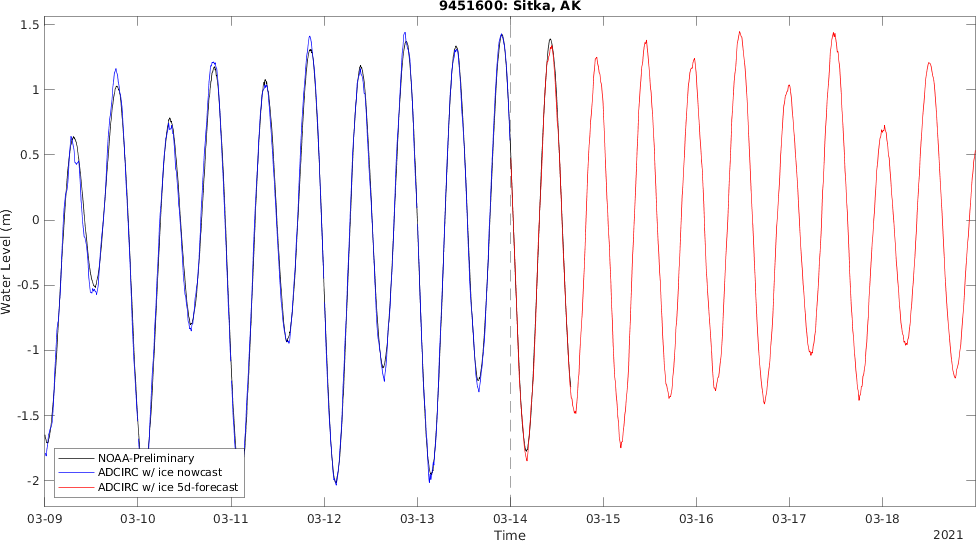 9451600: Sitka, AK
1.5
1
0.5
0
-0.5
-1
-1.5
-2
Water Level (m)
NOAA-Preliminary
ADCIRC w/ ice nowcast
ADCIRC w/ ice 5d-forecast
03-09 03-10 03-11 03-12 03-13 03-14 03-15 03-16 03-17 03-18
Time
2021